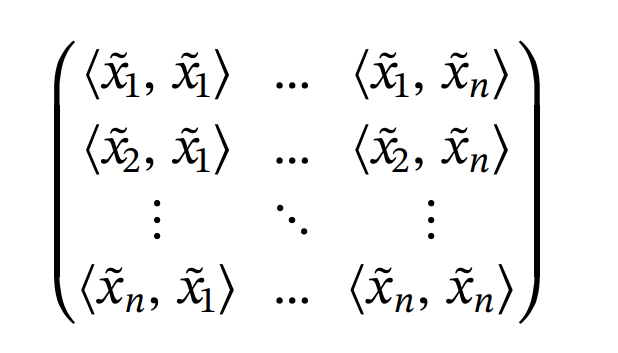 ⟨x̃₁, x̃₁⟩ ... ⟨x̃₁, x̃ₙ⟩
⟨x̃₂, x̃₁⟩ ... ⟨x̃₂, x̃ₙ⟩
⋮ ⋱ ⋮
⟨x̃ₙ, x̃₁⟩ ... ⟨x̃ₙ, x̃ₙ⟩